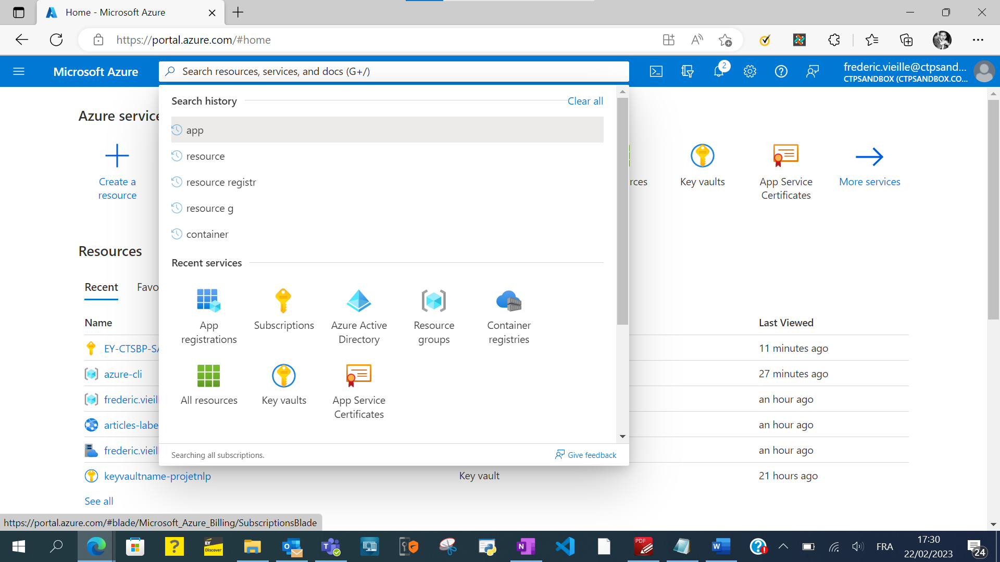 Home - Microsoft Azure
https://portal.azure.com/#home
Microsoft Azure
Search resources, services, and docs (G+/)
2
frederic.vieille@ctpsand...
CTPSANDBOX (CTPSANDBOX.CO...
Search history
Clear all
app
resource
resource registr
resource g
container
Recent services
App registrations
Subscriptions
Azure Active Directory
Resource groups
Container registries
All resources
Key vaults
App Service Certificates
Searching all subscriptions.
Give feedback
Azure service
Create a resource
rces
Key vaults
App Service Certificates
More services
Resources
Recent
Favo
Name
Last Viewed
EY-CTSBP-SA
11 minutes ago
azure-cli
27 minutes ago
frederic.vieill
an hour ago
articles-labe
an hour ago
frederic.vieill
an hour ago
keyvaultname-projetnlp
Key vault
21 hours ago
See all
https://portal.azure.com/#blade/Microsoft_Azure_Billing/SubscriptionsBlade
EY
Discover
PDF
FRA
17:30
22/02/2023
24